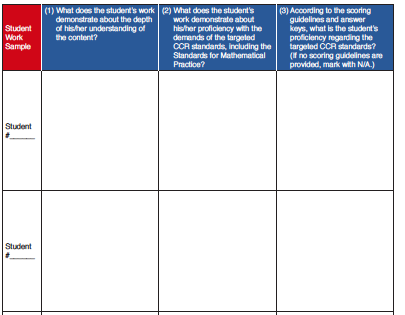 Student
Work
Sample
(1) What does the student's work
demonstrate about the depth
of his/her understanding of
the content?
(2) What does the student's
work demonstrate about
his/her proficiency with the
demands of the targeted
CCR standards, including the
Standards for Mathematical
Practice?
(3) According to the scoring
guidelines and answer
keys, what is the student's
proficiency regarding the
targeted CCR standards?
(If no scoring guidelines are
provided, mark with N/A.)
Student
#______
Student
#______